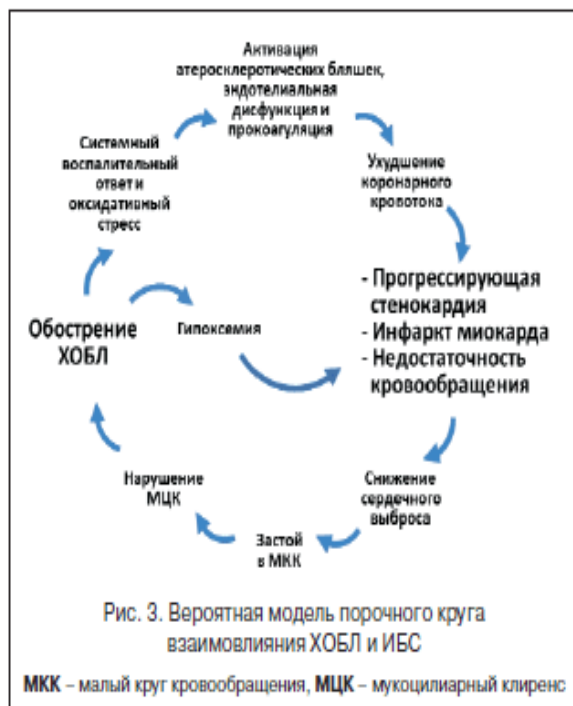 Активация
атеросклеротических бляшек,
эндотелиальная
дисфункция и
прокоагуляция
Ухудшение
коронарного
кровотока
- Прогрессирующая
стенокардия
- Инфаркт миокарда
- Недостаточность
кровообращения
Снижение
сердечного
выброса
Застой
в МКК
Нарушение
МЦК
Обострение
ХОБЛ
Системный
воспалительный
ответ и
оксидативный
стресс
Гипоксемия
Рис. 3. Вероятная модель порочного круга
взаимовлияния ХОБЛ и ИБС
МКК – малый круг кровообращения, МЦК – мукоцилиарный клиренс